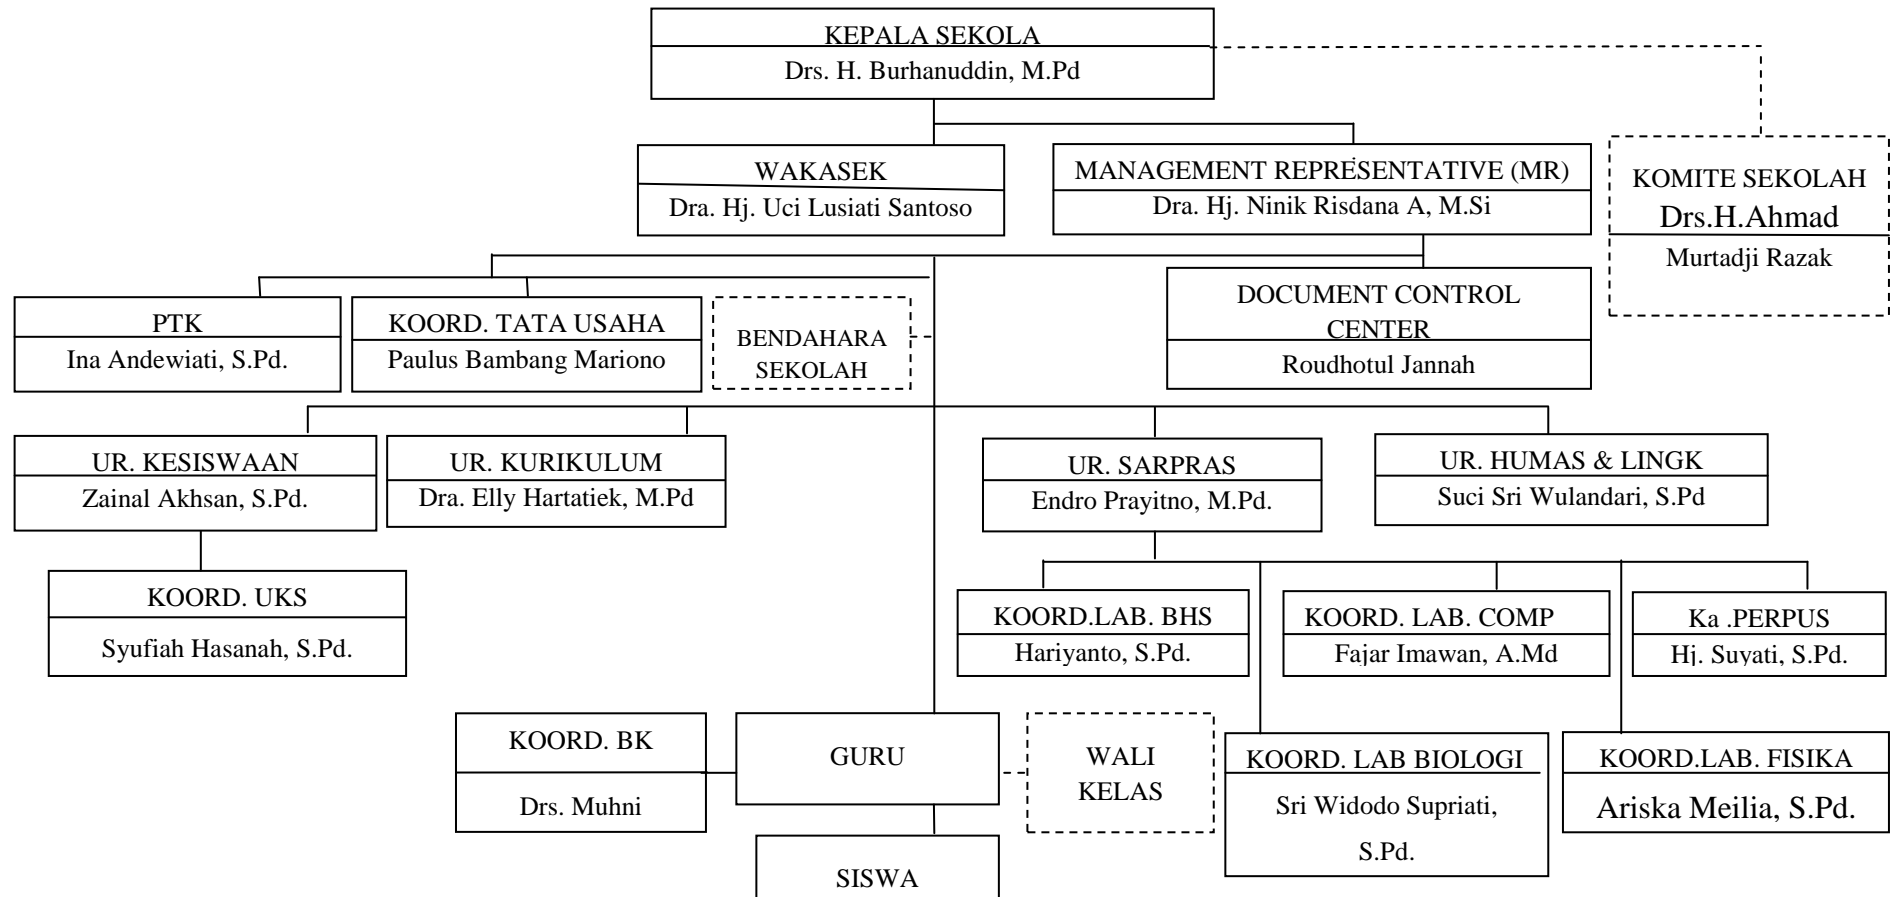 KEPALA SEKOLA
Drs. H. Burhanuddin, M.Pd
WAKASEK
Dra. Hj. Uci Lusiati Santoso
MANAGEMENT REPRESENTATIVE (MR)
Dra. Hj. Ninik Risdana A, M.Si
KOMITE SEKOLAH
Drs.H.Ahmad
Murtadji Razak
PTK
Ina Andewiati, S.Pd.
KOORD. TATA USAHA
Paulus Bambang Mariono
BENDAHARA
SEKOLAH
DOCUMENT CONTROL
CENTER
Roudhotul Jannah
UR. KESISWAAN
Zainal Akhsan, S.Pd.
UR. KURIKULUM
Dra. Elly Hartatiek, M.Pd
UR. SARPRAS
Endro Prayitno, M.Pd.
UR. HUMAS & LINGK
Suci Sri Wulandari, S.Pd
KOORD. UKS
Syufiah Hasanah, S.Pd.
KOORD.LAB. BHS
Hariyanto, S.Pd.
KOORD. LAB. COMP
Fajar Imawan, A.Md
Ka .PERPUS
Hj. Suyati, S.Pd.
KOORD. BK
Drs. Muhni
GURU
WALI
KELAS
KOORD. LAB BIOLOGI
Sri Widodo Supriati,
S.Pd.
KOORD.LAB. FISIKA
Ariska Meilia, S.Pd.
SISWA